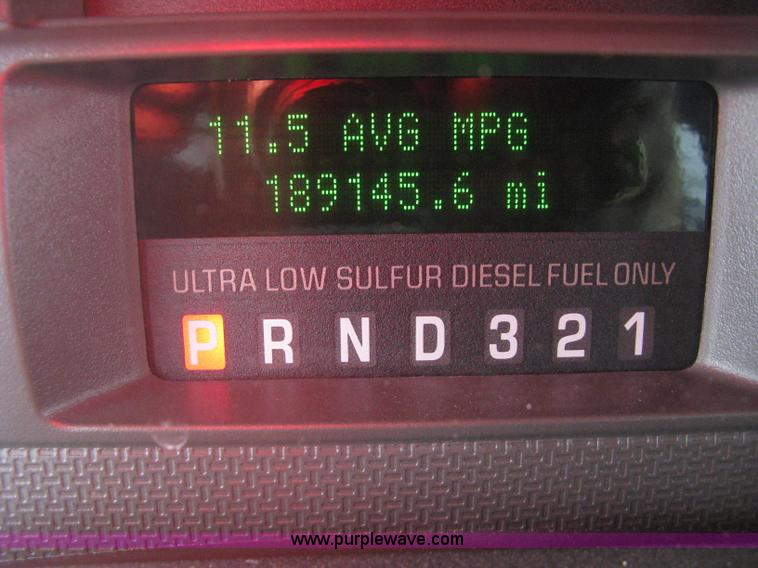 11.5 AVG MPG
189145.6 mi
ULTRA LOW SULFUR DIESEL FUEL ONLY
P R N D 3 2 1
www.purplewave.com